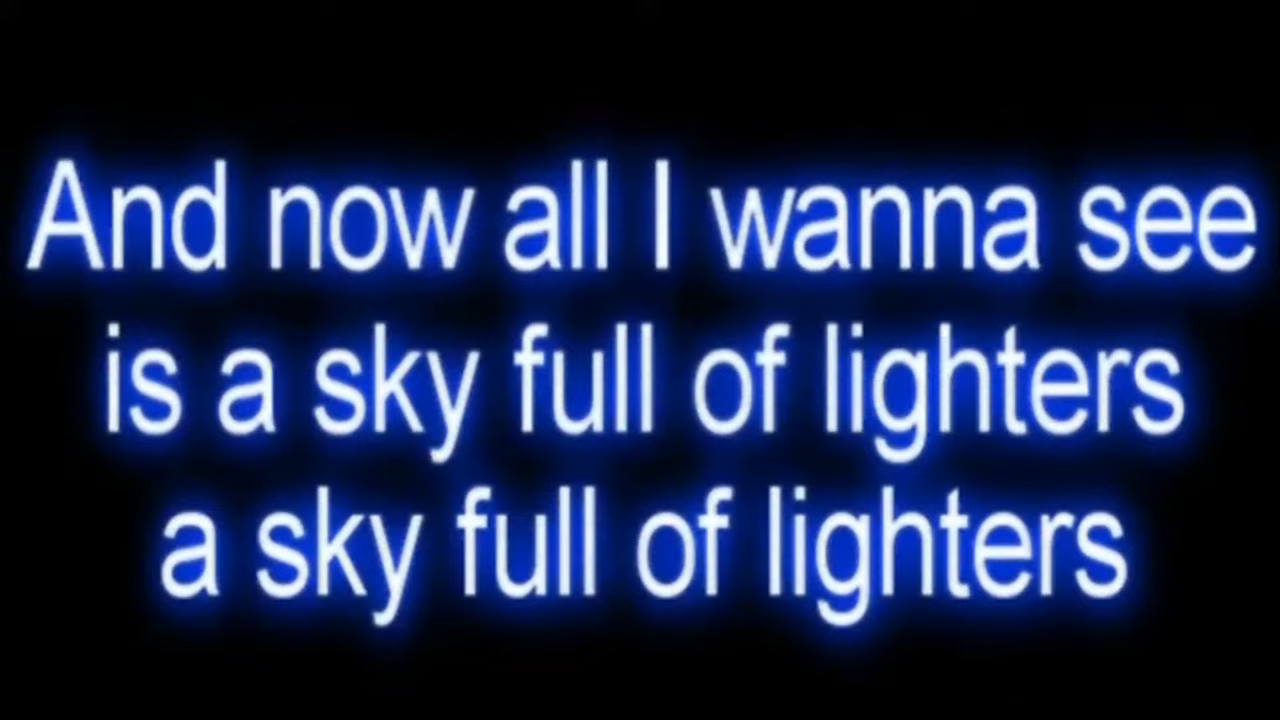 And now all I wanna see
is a sky full of lighters
a sky full of lighters